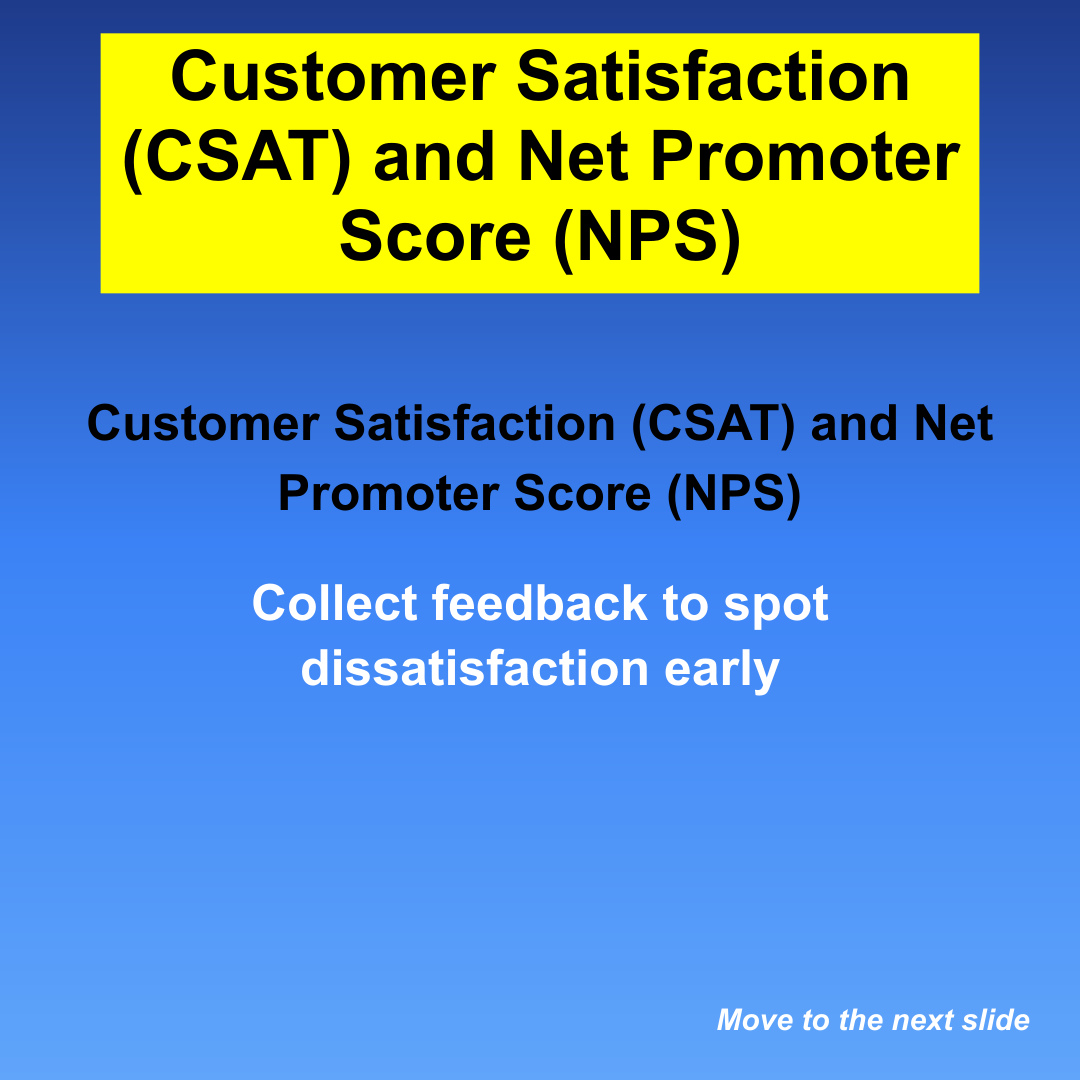 Customer Satisfaction
(CSAT) and Net Promoter
Score (NPS)
Customer Satisfaction (CSAT) and Net
Promoter Score (NPS)
Collect feedback to spot
dissatisfaction early
Move to the next slide